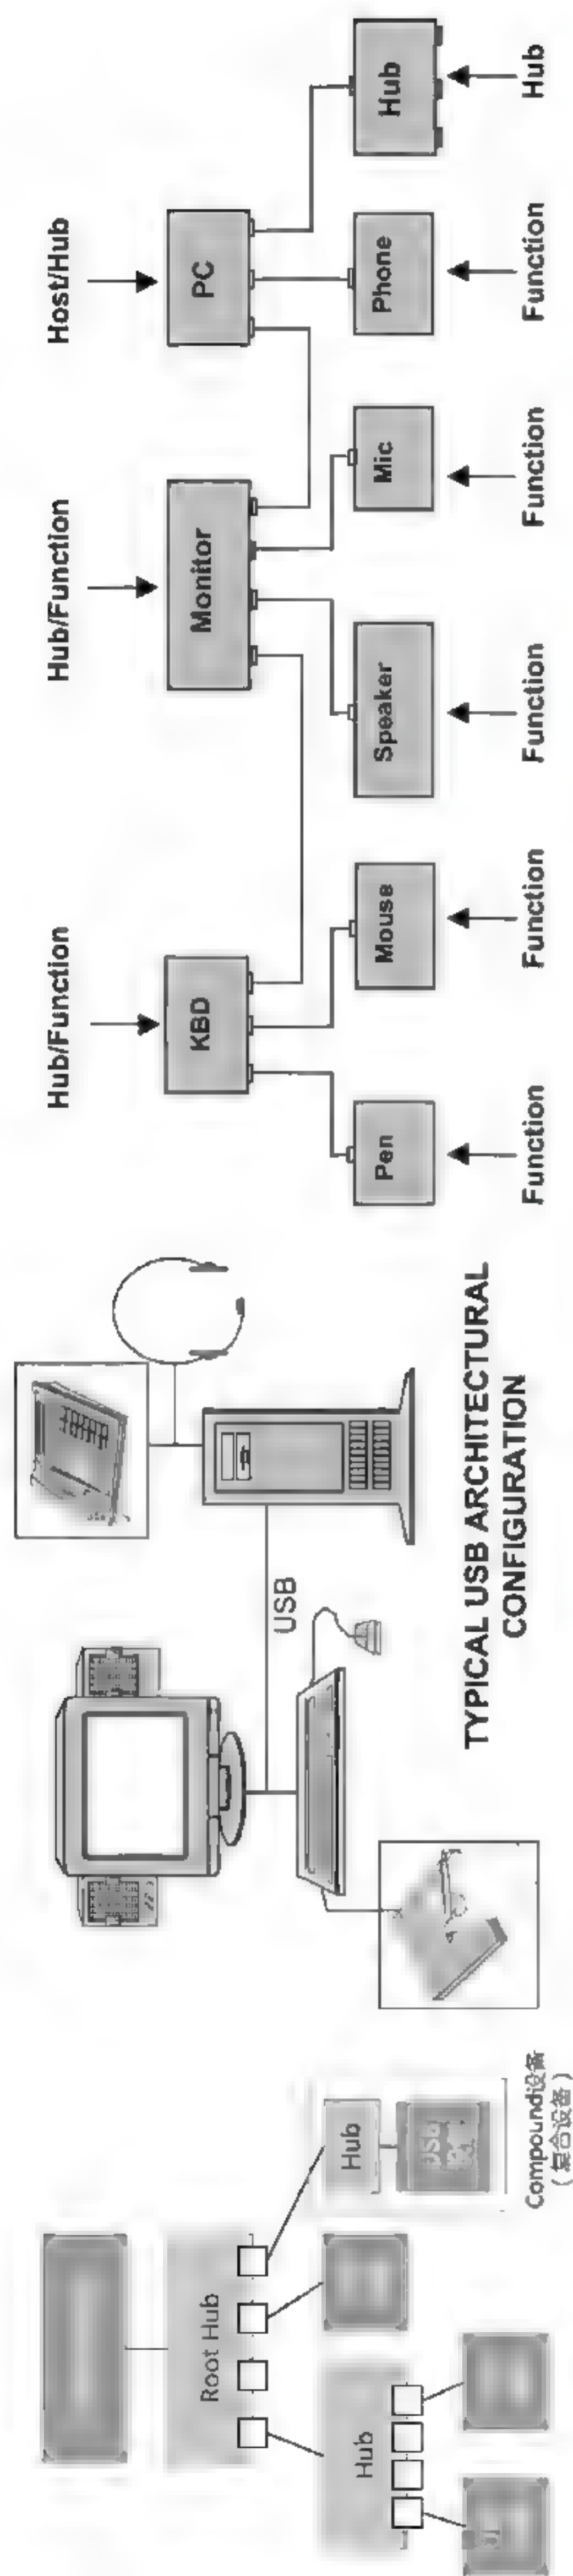 Root Hub
Hub
Hub
Compound设备
（复合设备）
USB
TYPICAL USB ARCHITECTURAL
CONFIGURATION
Hub/Function
Hub/Function
Host/Hub
KBD
Monitor
PC
Pen
Mouse
Speaker
Mic
Phone
Hub
Function
Function
Function
Function
Function
Hub